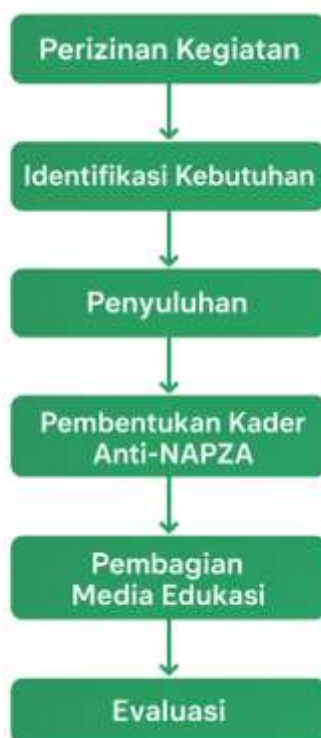 Perizinan Kegiatan
Identifikasi Kebutuhan
Penyuluhan
Pembentukan Kader
Anti-NAPZA
Pembagian
Media Edukasi
Evaluasi